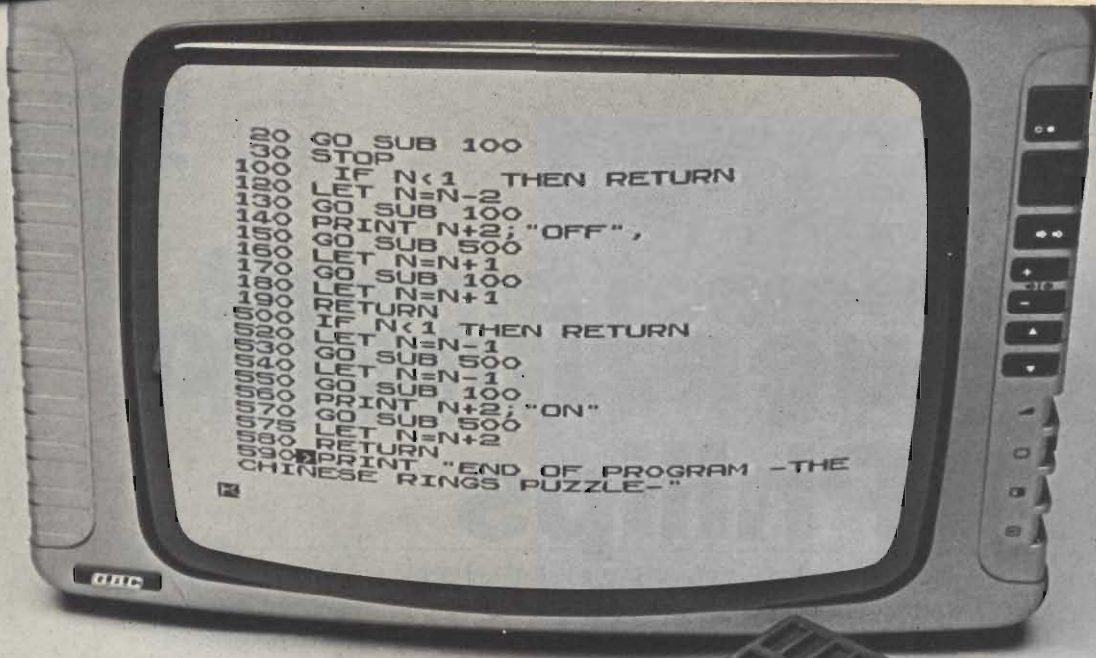 20 GO SUB 100
30 STOP
100 IF N<1 THEN RETURN
120 LET N=N-2
130 GO SUB 100
140 PRINT N+2;"OFF",
150 GO SUB 500
160 LET N=N+1
170 GO SUB 100
180 LET N=N+1
190 RETURN
500 IF N<1 THEN RETURN
520 LET N=N-1
530 GO SUB 500
540 LET N=N-1
550 GO SUB 100
560 PRINT N+2;"ON"
570 GO SUB 500
575 LET N=N+2
580 RETURN
590>PRINT "END OF PROGRAM -THE
CHINESE RINGS PUZZLE-"
K